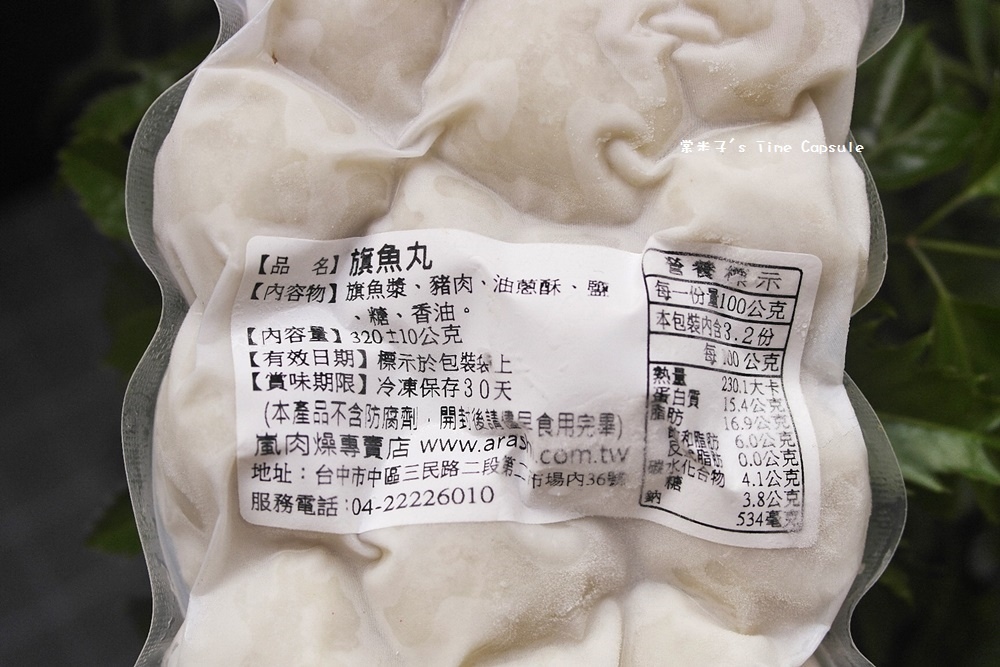 棠米子's Time Capsule
【品 名】旗魚丸
【內容物】旗魚漿、豬肉、油蔥酥、鹽
、糖、香油。
【內容量】320±10公克
【有效日期】標示於包裝袋上
【賞味期限】冷凍保存30天
(本產品不含防腐劑，開封後請儘早食用完畢)
嵐肉燥專賣店 www.aras .com.tw
地址：台中市中區三民路二段第二市場內36號
服務電話:04-22226010
營養標示
每一份量100公克
本包裝內含3.2份
每100公克
熱量 230.1大卡
蛋白質 15.4公克
脂肪 16.9公克
飽和脂肪 6.0公克
反式脂肪 0.0公克
碳水化合物 4.1公克
糖 3.8公克
鈉 534毫克